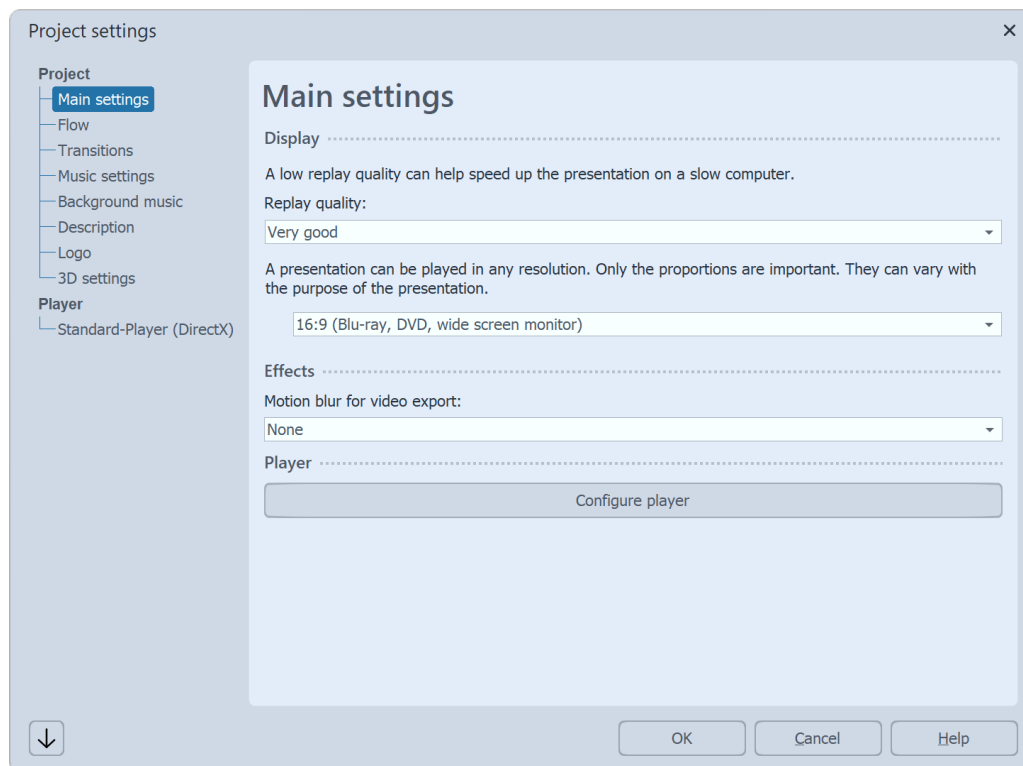 Project settings
Project
Main settings
Flow
Transitions
Music settings
Background music
Description
Logo
3D settings
Player
Standard-Player (DirectX)
Main settings
Display
A low replay quality can help speed up the presentation on a slow computer.
Replay quality:
Very good
A presentation can be played in any resolution. Only the proportions are important. They can vary with
the purpose of the presentation.
16:9 (Blu-ray, DVD, wide screen monitor)
Effects
Motion blur for video export:
None
Player
Configure player
OK
Cancel
Help